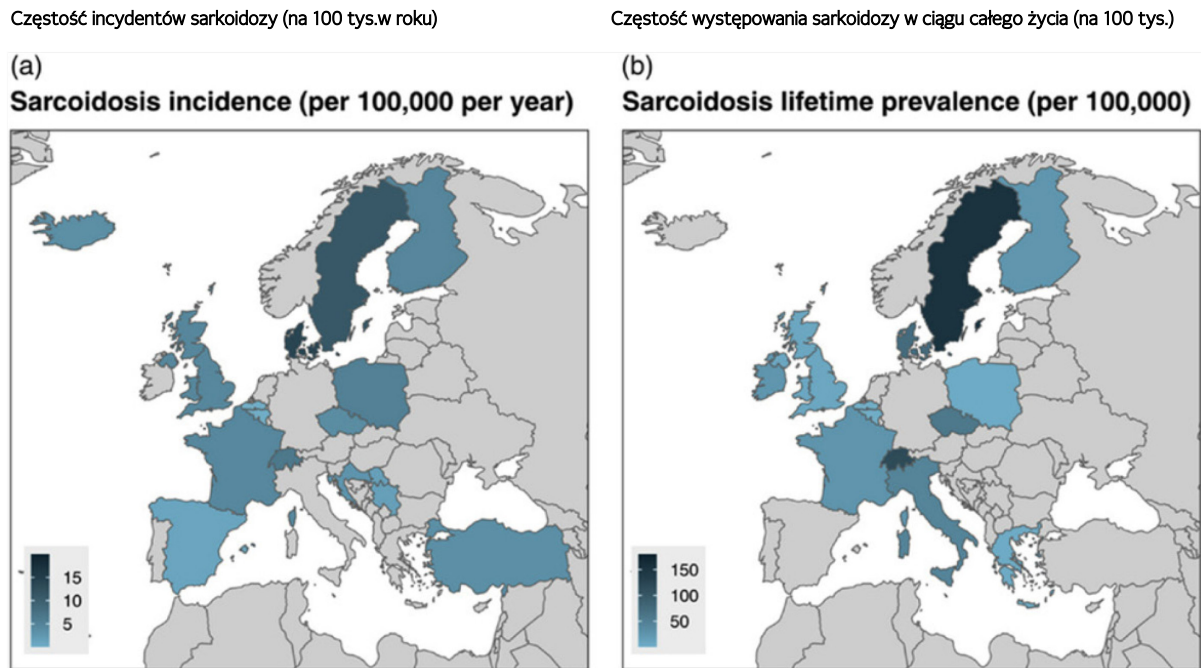 Częstość incydentów sarkoidozy (na 100 tys.w roku)
Częstość występowania sarkoidozy w ciągu całego życia (na 100 tys.)
(a)
Sarcoidosis incidence (per 100,000 per year)
15
10
5
(b)
Sarcoidosis lifetime prevalence (per 100,000)
150
100
50